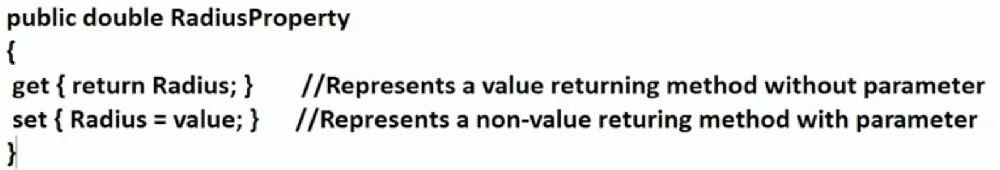 public double RadiusProperty
{
get { return Radius; } //Represents a value returning method without parameter
set { Radius = value; } //Represents a non-value returing method with parameter
}